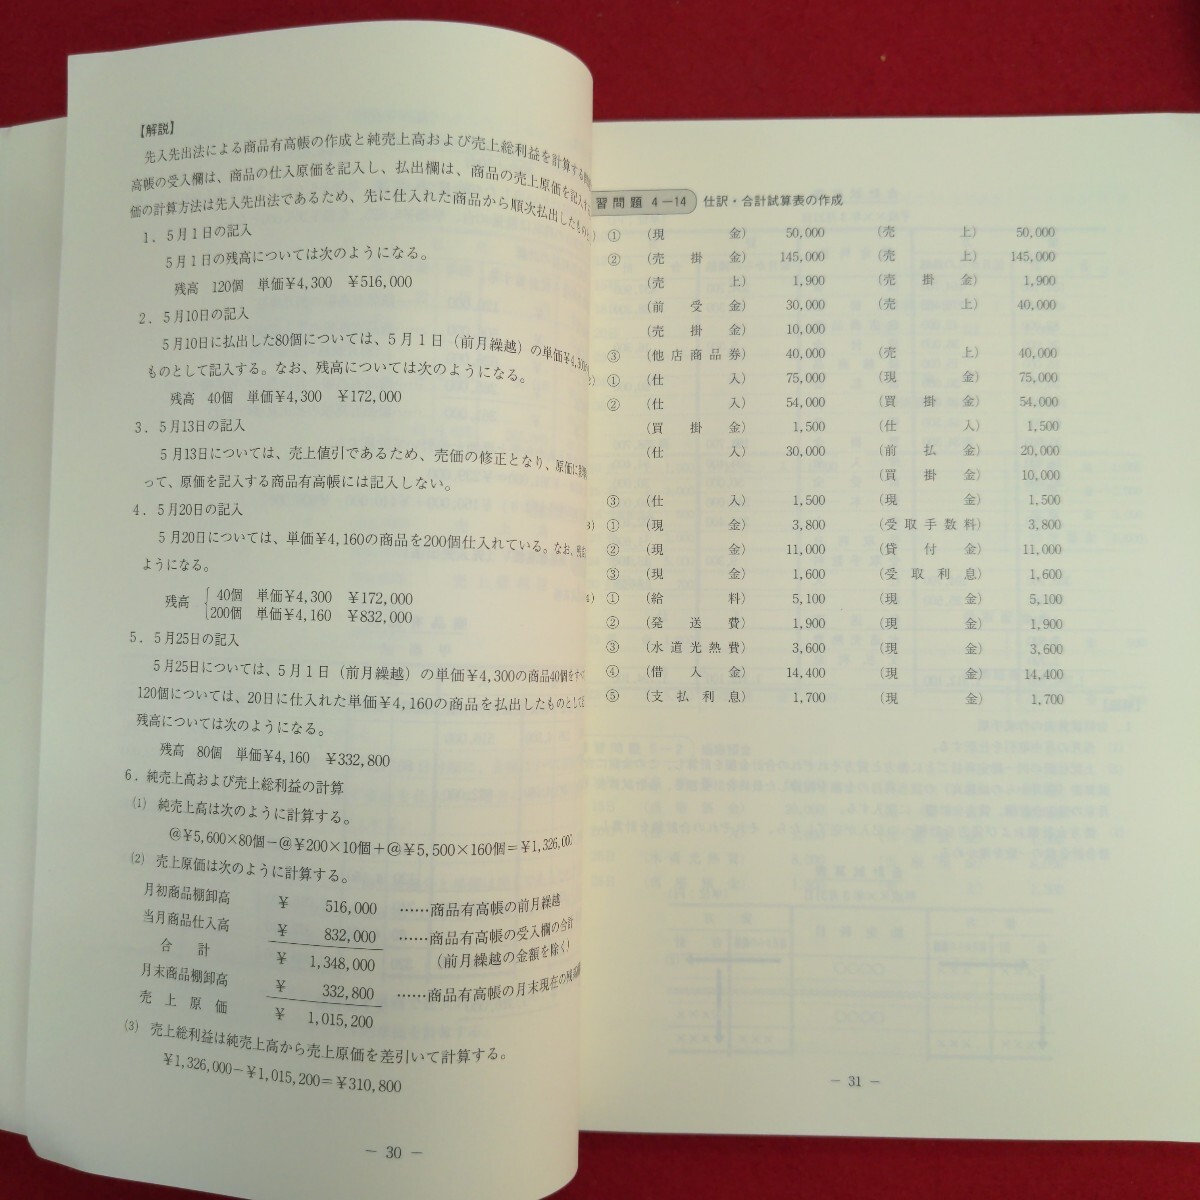 【解説】
先入先出法による商品有高帳の作成と純売上高および売上総利益を計算する
高帳の受入欄は、商品の仕入原価を記入し、払出欄は、商品の売上原価を記入す
価の計算方法は先入先出法であるため、先に仕入れた商品から順次払出したもの
1．5月1日の記入
5月1日の残高については次のようになる。
残高　120個　単価¥4,300　¥516,000
2．5月10日の記入
5月10日に払出した80個については、5月1日（前月繰越）の単価¥4,300
ものとして記入する。なお、残高については次のようになる。
残高　40個　単価¥4,300　¥172,000
3．5月13日の記入
5月13日については、売上値引であるため、売価の修正となり、原価に
って、原価を記入する商品有高帳には記入しない。
4．5月20日の記入
5月20日については、単価¥4,160の商品を200個仕入れている。なお、
ようになる。
残高　40個　単価¥4,300　¥172,000
200個　単価¥4,160　¥832,000
5．5月25日の記入
5月25日については、5月1日（前月繰越）の単価¥4,300の商品40個をすべ
120個については、20日に仕入れた単価¥4,160の商品を払出したものとして
残高については次のようになる。
残高　80個　単価¥4,160　¥332,800
6．純売上高および売上総利益の計算
(1)　純売上高は次のように計算する。
@¥5,600×80個－@¥200×10個＋@¥5,500×160個＝¥1,326,000
(2)　売上原価は次のように計算する。
月初商品棚卸高　¥　516,000　……商品有高帳の前月繰越
当月商品仕入高　¥　832,000　……商品有高帳の受入欄の合計
合　計　¥　1,348,000　（前月繰越の金額を除く）
月末商品棚卸高　¥　332,800　……商品有高帳の月末現在の残高
売上原価　¥　1,015,200
(3)　売上総利益は純売上高から売上原価を差引いて計算する。
¥1,326,000－¥1,015,200＝¥310,800
－ 30 －
習問題 4－14　仕訳・合計試算表の作成
①　（現　金）　50,000　（売　上）　50,000
②　（売掛金）　145,000　（売　上）　145,000
（売　上）　1,900　（売掛金）　1,900
（前受金）　30,000　（売　上）　40,000
（売掛金）　10,000
③　（他店商品券）　40,000　（売　上）　40,000
①　（仕　入）　75,000　（現　金）　75,000
②　（仕　入）　54,000　（買掛金）　54,000
（買掛金）　1,500　（仕　入）　1,500
（仕　入）　30,000　（前払金）　20,000
（買掛金）　10,000
③　（仕　入）　1,500　（現　金）　1,500
3)　①　（現　金）　3,800　（受取手数料）　3,800
②　（現　金）　11,000　（貸付金）　11,000
③　（現　金）　1,600　（受取利息）　1,600
4)　①　（給　料）　5,100　（現　金）　5,100
②　（発送費）　1,900　（現　金）　1,900
③　（水道光熱費）　3,600　（現　金）　3,600
④　（借入金）　14,400　（現　金）　14,400
⑤　（支払利息）　1,700　（現　金）　1,700
－ 31 －